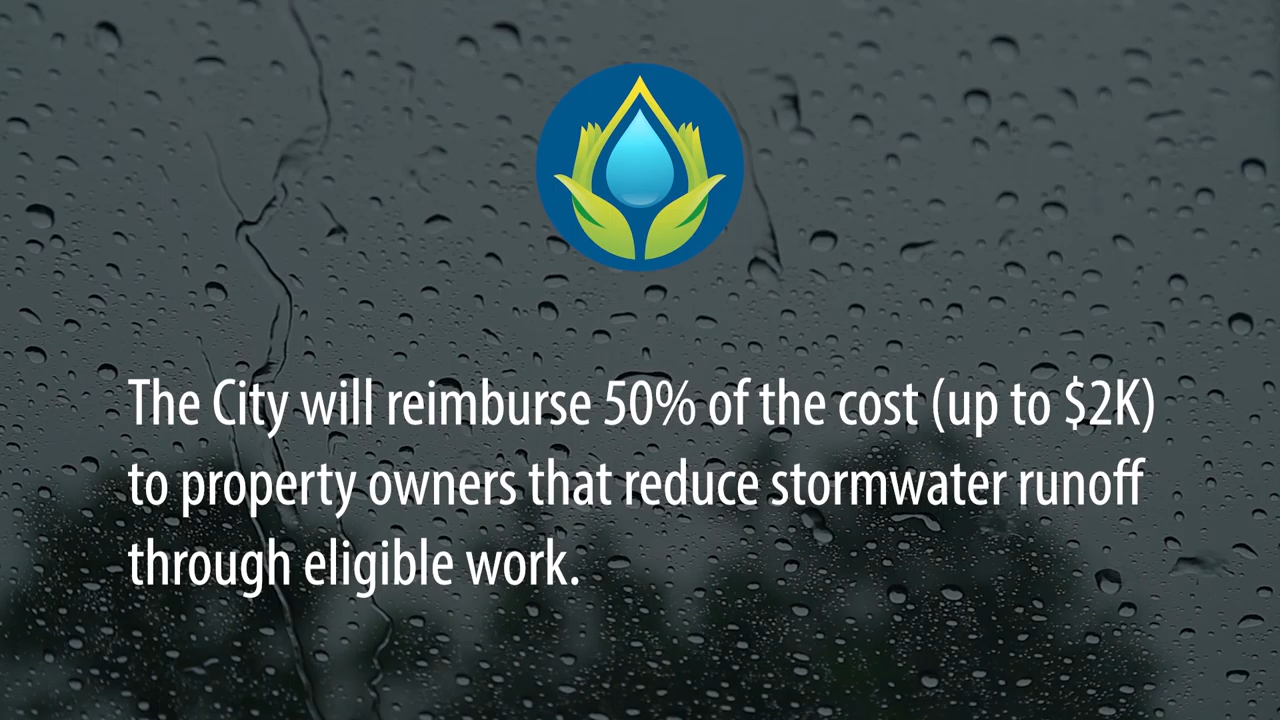 The City will reimburse 50% of the cost (up to $2K)
to property owners that reduce stormwater runoff
through eligible work.